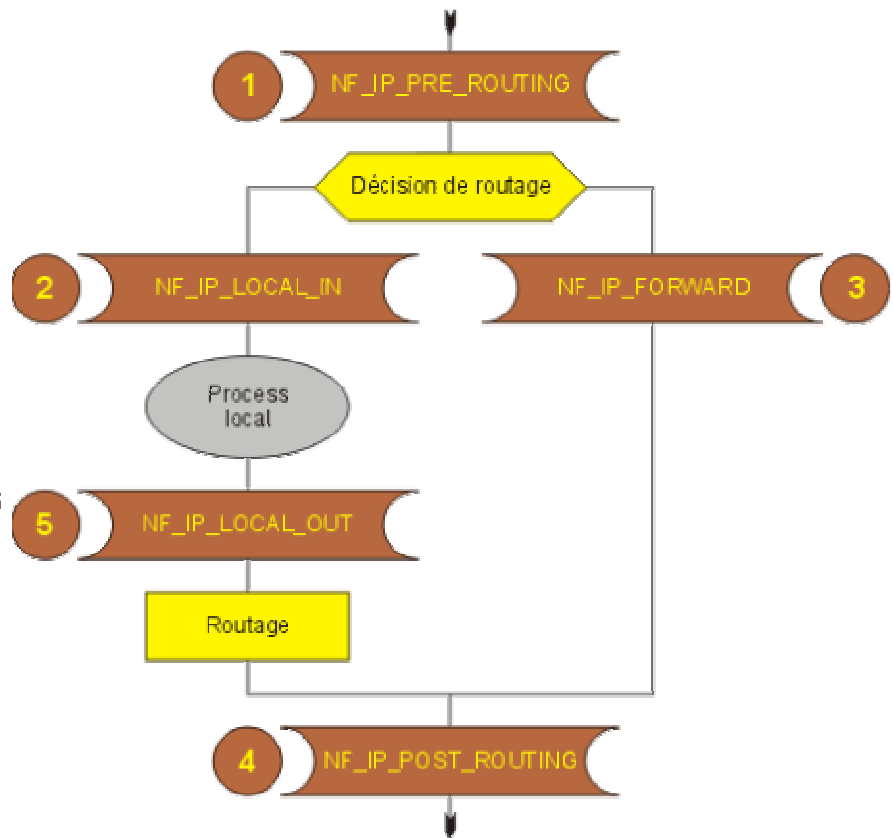 1
NF_IP_PRE_ROUTING
Décision de routage
2
NF_IP_LOCAL_IN
NF_IP_FORWARD
3
Process
local
5
NF_IP_LOCAL_OUT
Routage
4
NF_IP_POST_ROUTING